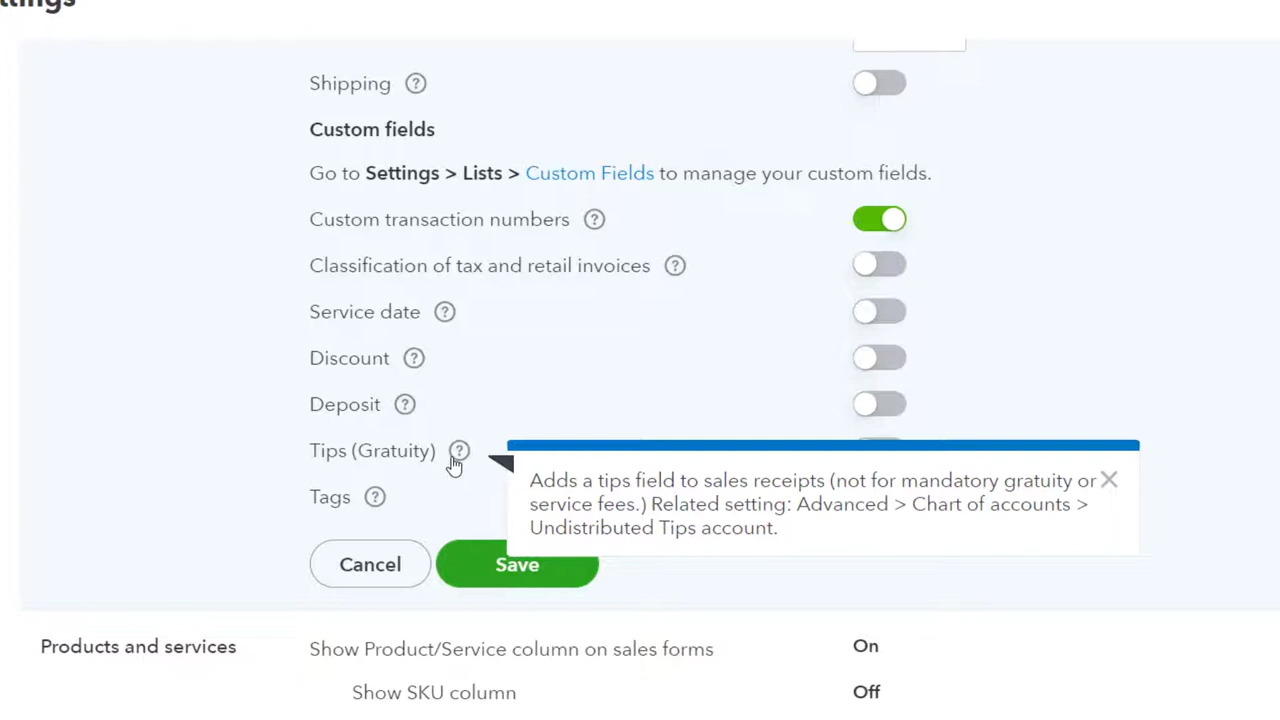 Shipping ?
Custom fields
Go to Settings > Lists > Custom Fields to manage your custom fields.
Custom transaction numbers ?
Classification of tax and retail invoices ?
Service date ?
Discount ?
Deposit ?
Tips (Gratuity) ?
Adds a tips field to sales receipts (not for mandatory gratuity or
service fees.) Related setting: Advanced > Chart of accounts >
Undistributed Tips account.
Tags ?
Cancel
Save
Products and services
Show Product/Service column on sales forms
On
Show SKU column
Off